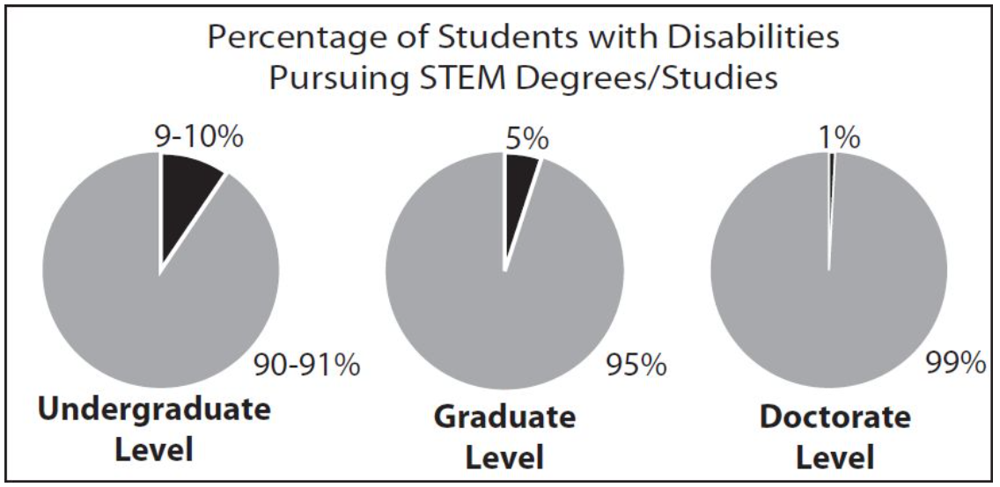 Percentage of Students with Disabilities
Pursuing STEM Degrees/Studies
9-10%
90-91%
Undergraduate
Level
5%
95%
Graduate
Level
1%
99%
Doctorate
Level